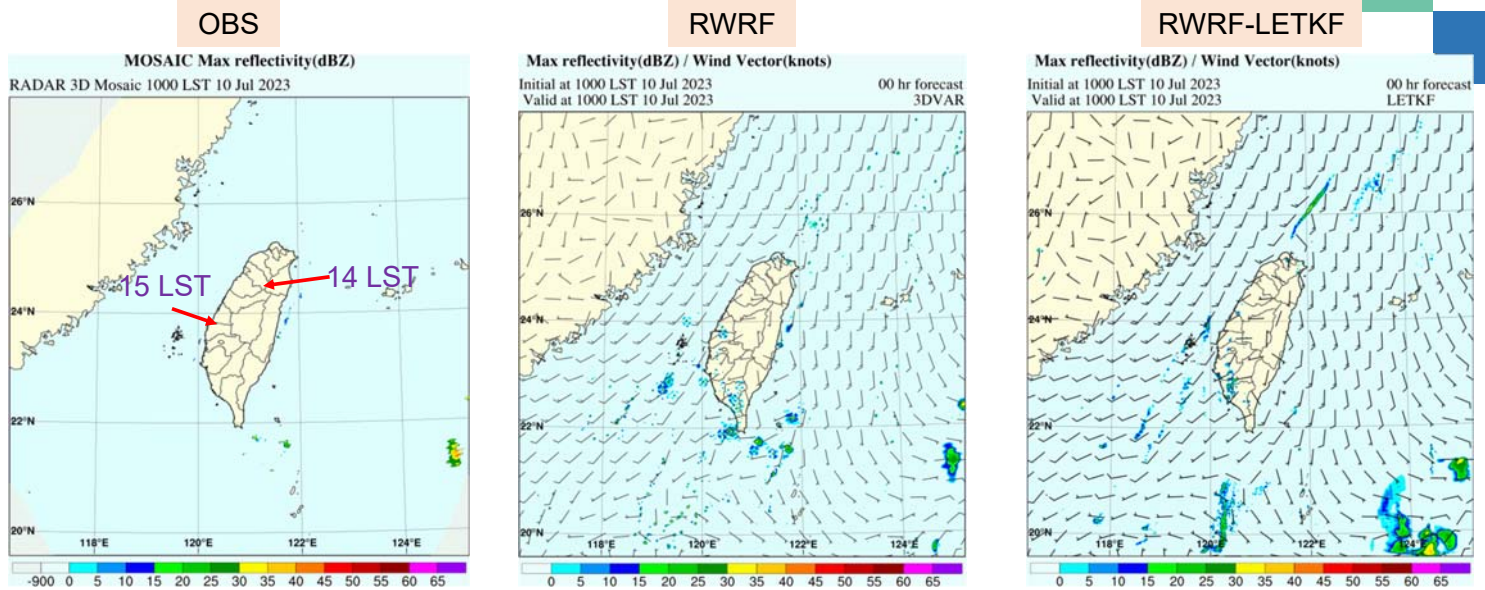 OBS
MOSAIC Max reflectivity(dBZ)
RADAR 3D Mosaic 1000 LST 10 Jul 2023
26°N
24°N
22°N
20°N
118°E 120°E 122°E 124°E
15 LST
14 LST
-900 0 5 10 15 20 25 30 35 40 45 50 55 60 65
RWRF
Max reflectivity(dBZ) / Wind Vector(knots)
Initial at 1000 LST 10 Jul 2023 00 hr forecast
Valid at 1000 LST 10 Jul 2023 3DVAR
26°N
24°N
22°N
20°N
118°E 120°E 122°E 124°E
0 5 10 15 20 25 30 35 40 45 50 55 60 65
RWRF-LETKF
Max reflectivity(dBZ) / Wind Vector(knots)
Initial at 1000 LST 10 Jul 2023 00 hr forecast
Valid at 1000 LST 10 Jul 2023 LETKF
26°N
24°N
22°N
20°N
118°E 120°E 122°E 124°E
0 5 10 15 20 25 30 35 40 45 50 55 60 65